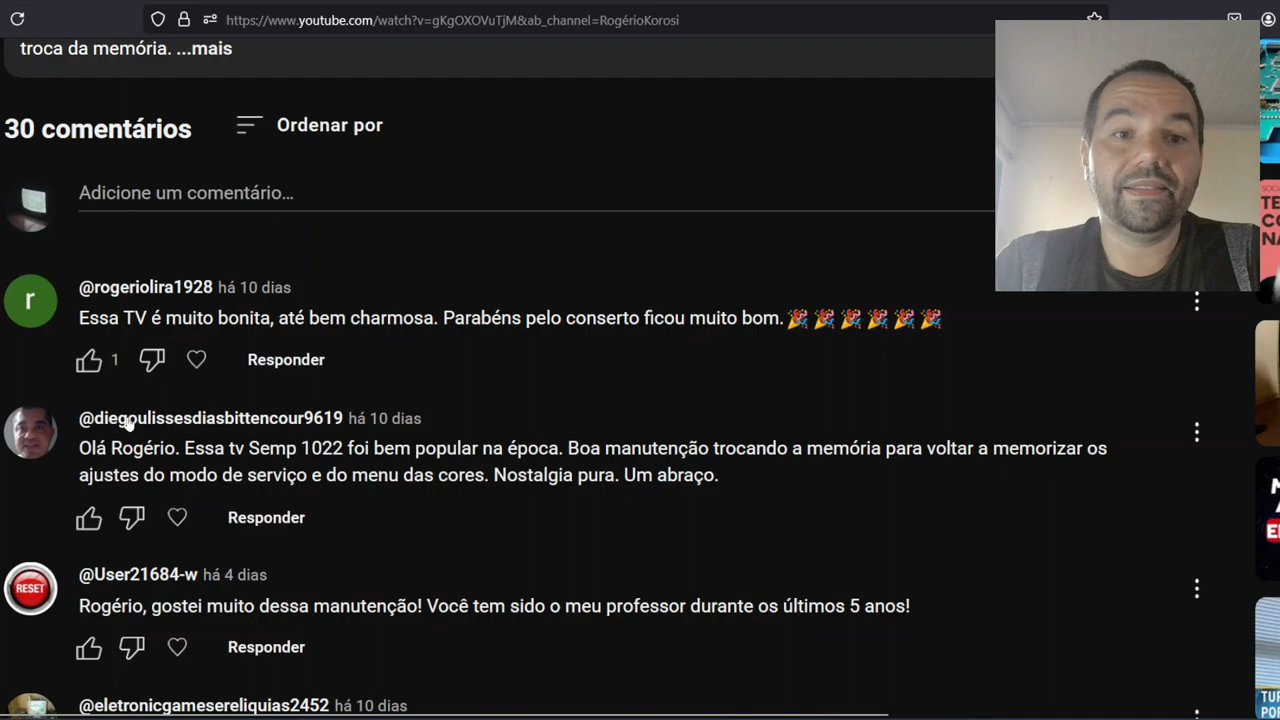 https://www.youtube.com/watch?v=gKgOXOVuTjM&ab_channel=RogérioKorosi
troca da memória. ...mais
30 comentários
Ordenar por
Adicione um comentário...
@rogeriolira1928 há 10 dias
r
Essa TV é muito bonita, até bem charmosa. Parabéns pelo conserto ficou muito bom. 🎉🎉🎉🎉🎉🎉
1
Responder
@diegoulissesdiasbittencour9619 há 10 dias
Olá Rogério. Essa tv Semp 1022 foi bem popular na época. Boa manutenção trocando a memória para voltar a memorizar os
ajustes do modo de serviço e do menu das cores. Nostalgia pura. Um abraço.
Responder
@User21684-w há 4 dias
RESET
Rogério, gostei muito dessa manutenção! Você tem sido o meu professor durante os últimos 5 anos!
Responder
@eletronicgamesereliquias2452 há 10 dias